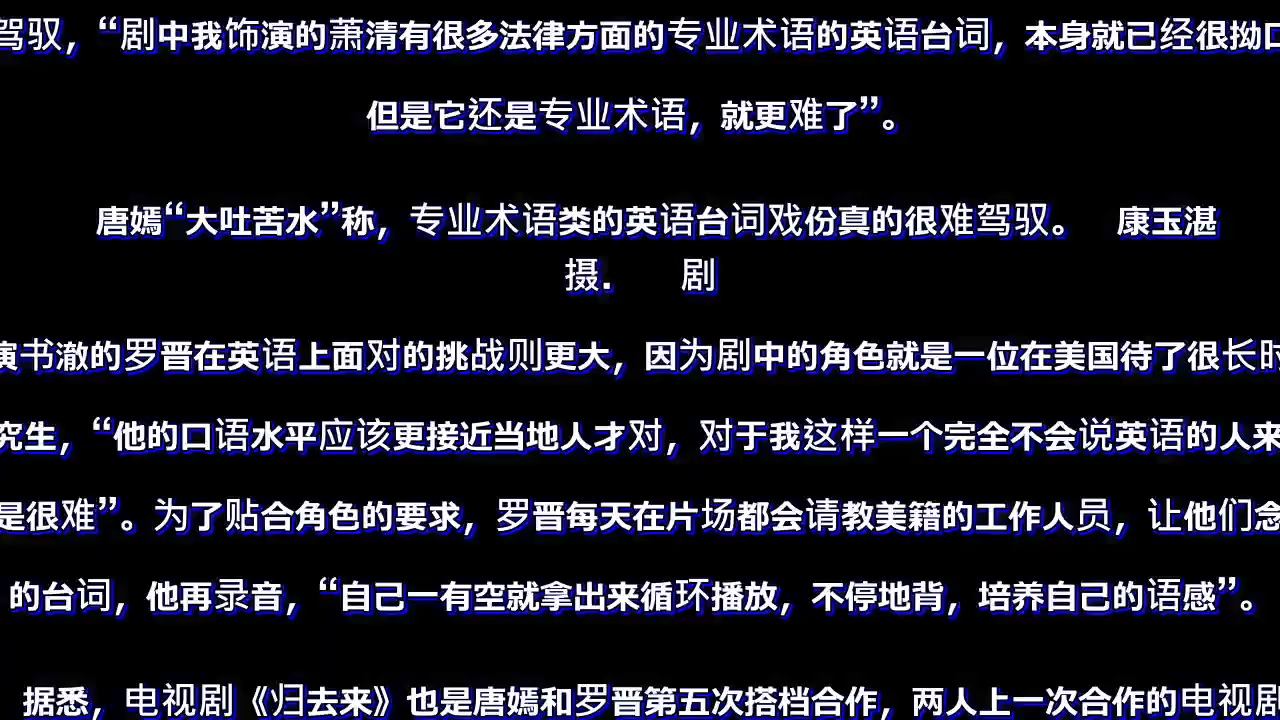 驾驭，“剧中我饰演的萧清有很多法律方面的专业术语的英语台词，本身就已经很拗口
但是它还是专业术语，就更难了”。
唐嫣“大吐苦水”称，专业术语类的英语台词戏份真的很难驾驭。 康玉湛
摄. 剧
演书澈的罗晋在英语上面对的挑战则更大，因为剧中的角色就是一位在美国待了很长时
究生，“他的口语水平应该更接近当地人才对，对于我这样一个完全不会说英语的人来
是很难”。为了贴合角色的要求，罗晋每天在片场都会请教美籍的工作人员，让他们念
的台词，他再录音，“自己一有空就拿出来循环播放，不停地背，培养自己的语感”。
据悉，电视剧《归去来》也是唐嫣和罗晋第五次搭档合作，两人上一次合作的电视剧